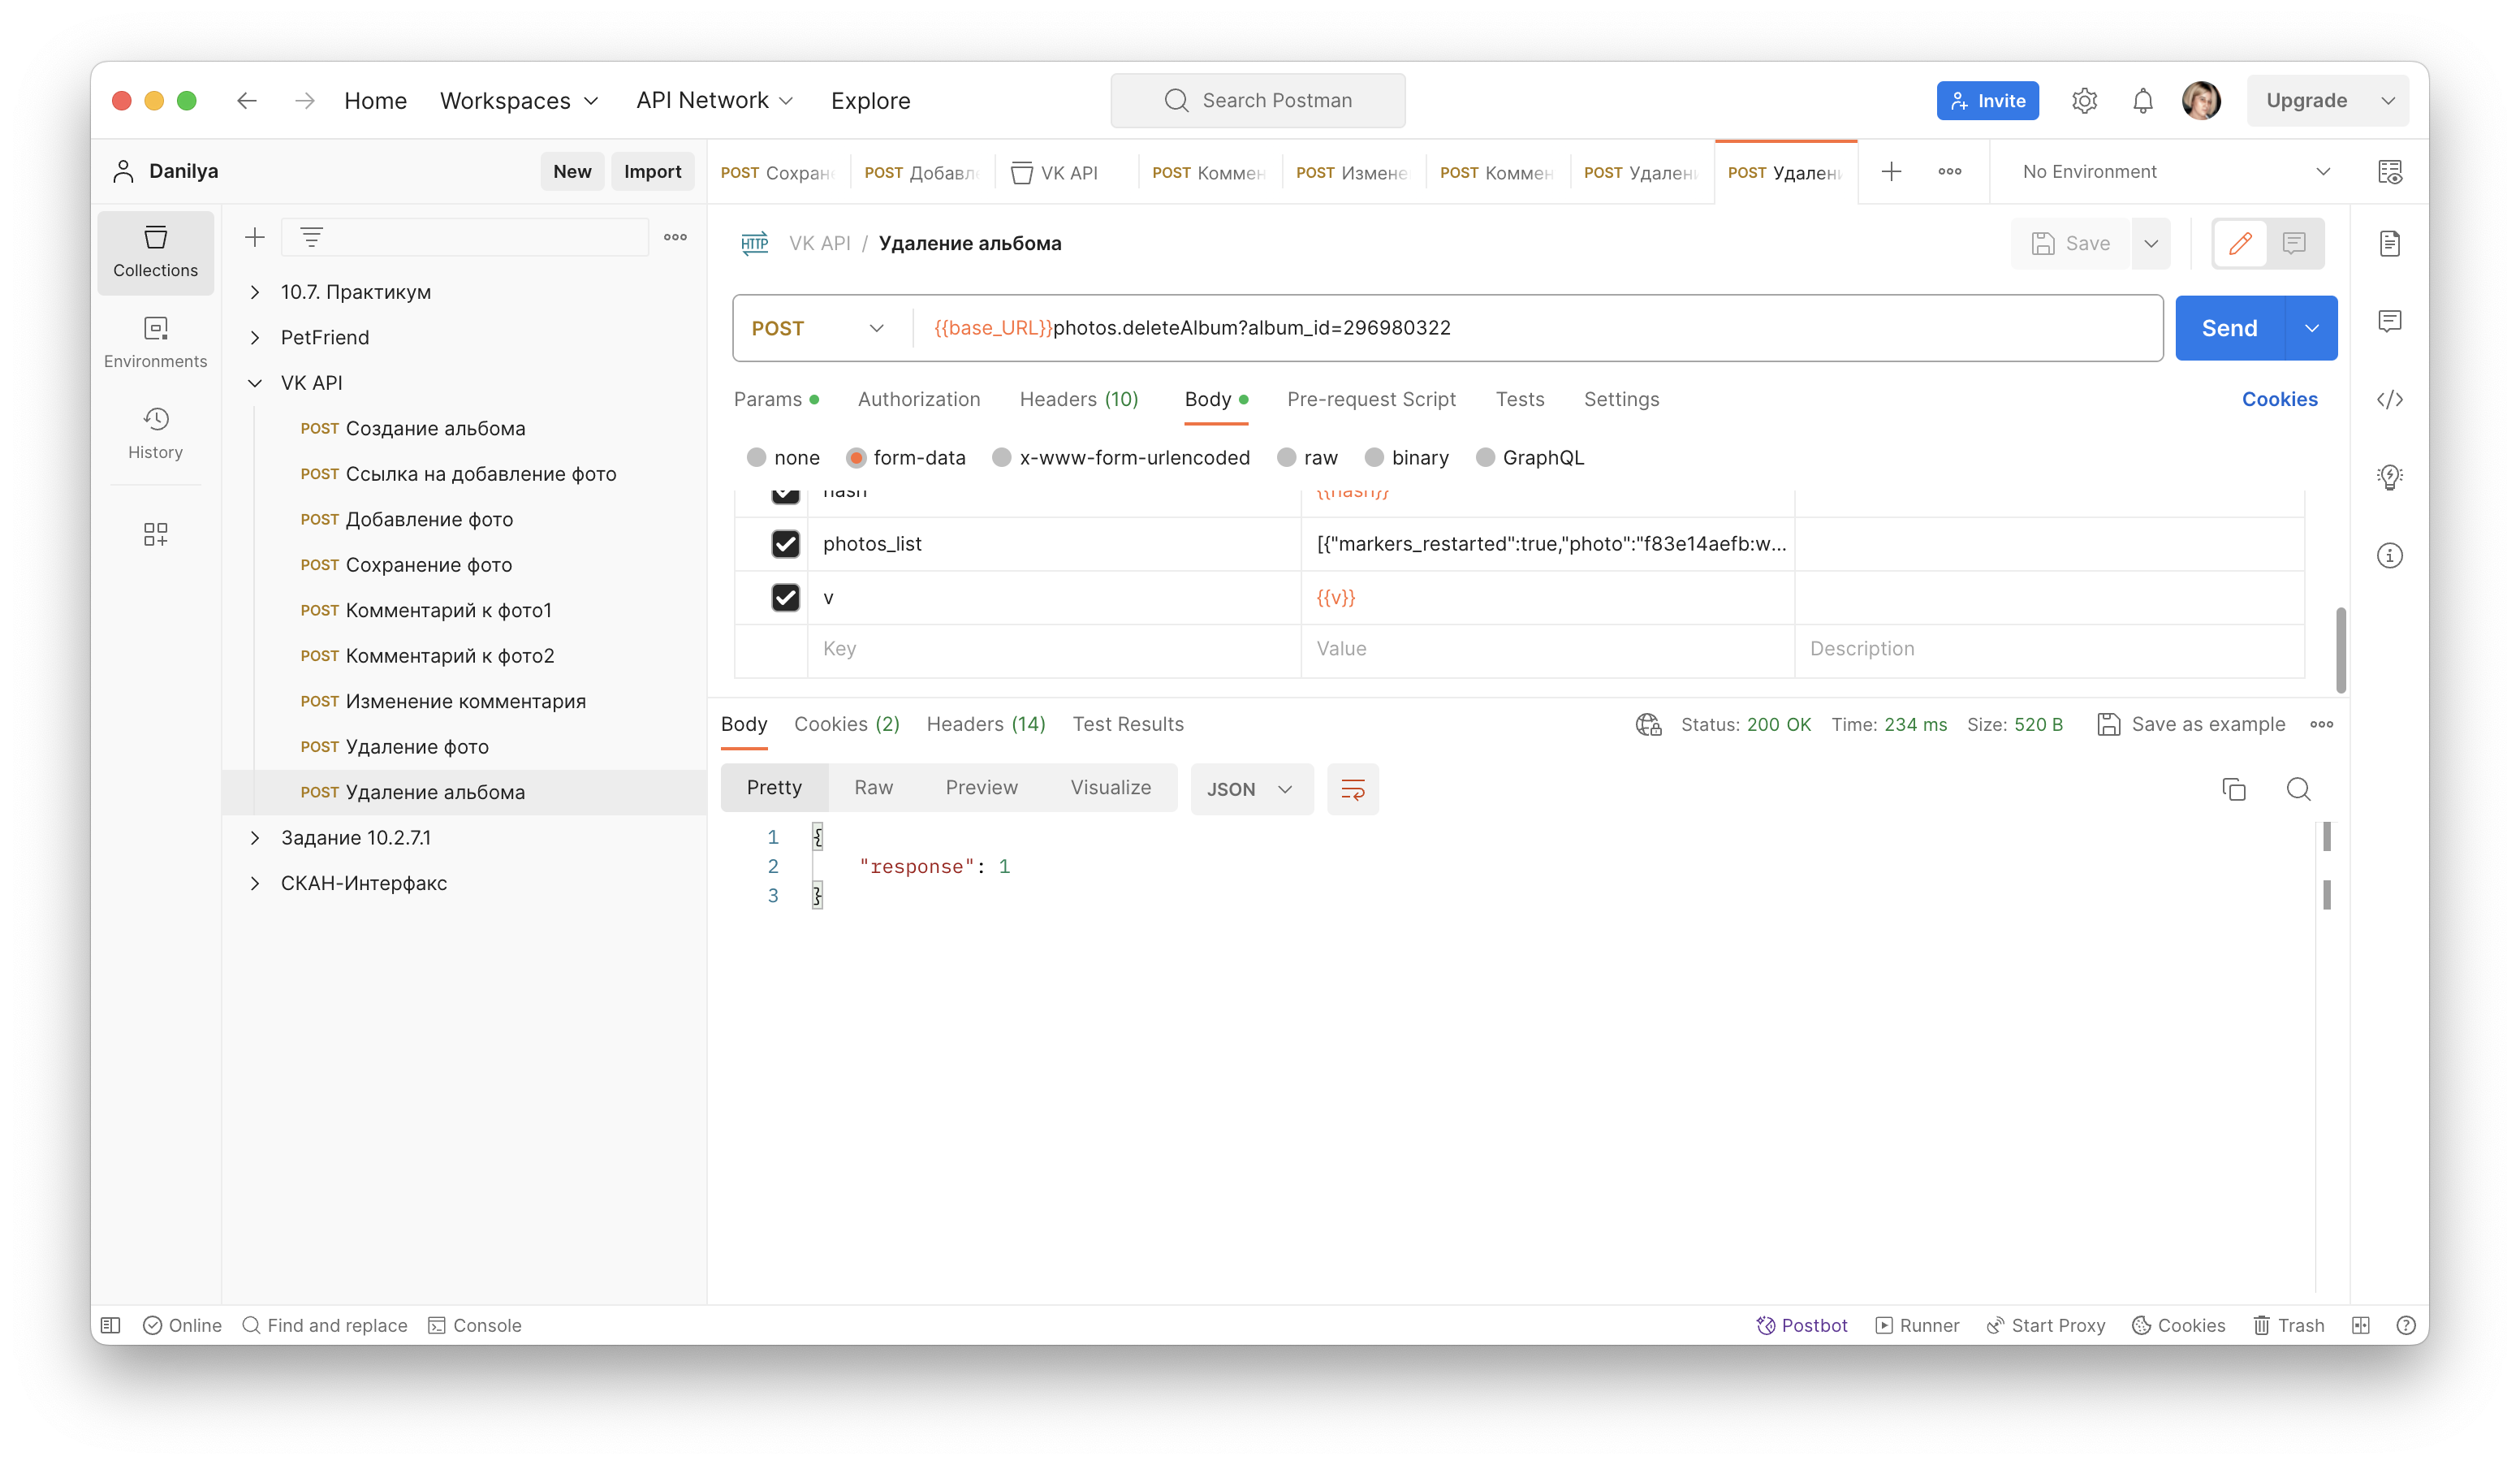 Home Workspaces API Network Explore Search Postman Invite Upgrade
Danilya New Import
POST Сохран POST Добавл VK API POST Коммен POST Измене POST Коммен POST Удалени POST Удалени No Environment
Collections
Environments
History
10.7. Практикум
PetFriend
VK API
POST Создание альбома
POST Ссылка на добавление фото
POST Добавление фото
POST Сохранение фото
POST Комментарий к фото1
POST Комментарий к фото2
POST Изменение комментария
POST Удаление фото
POST Удаление альбома
Задание 10.2.7.1
СКАН-Интерфакс
HTTP VK API / Удаление альбома Save
POST {{base_URL}}photos.deleteAlbum?album_id=296980322 Send
Params Authorization Headers (10) Body Pre-request Script Tests Settings Cookies
none form-data x-www-form-urlencoded raw binary GraphQL
hash {{hash}}
photos_list [{"markers_restarted":true,"photo":"f83e14aefb:w...
v {{v}}
Key Value Description
Body Cookies (2) Headers (14) Test Results Status: 200 OK Time: 234 ms Size: 520 B Save as example
Pretty Raw Preview Visualize JSON
1 {
2 "response": 1
3 }
Online Find and replace Console Postbot Runner Start Proxy Cookies Trash